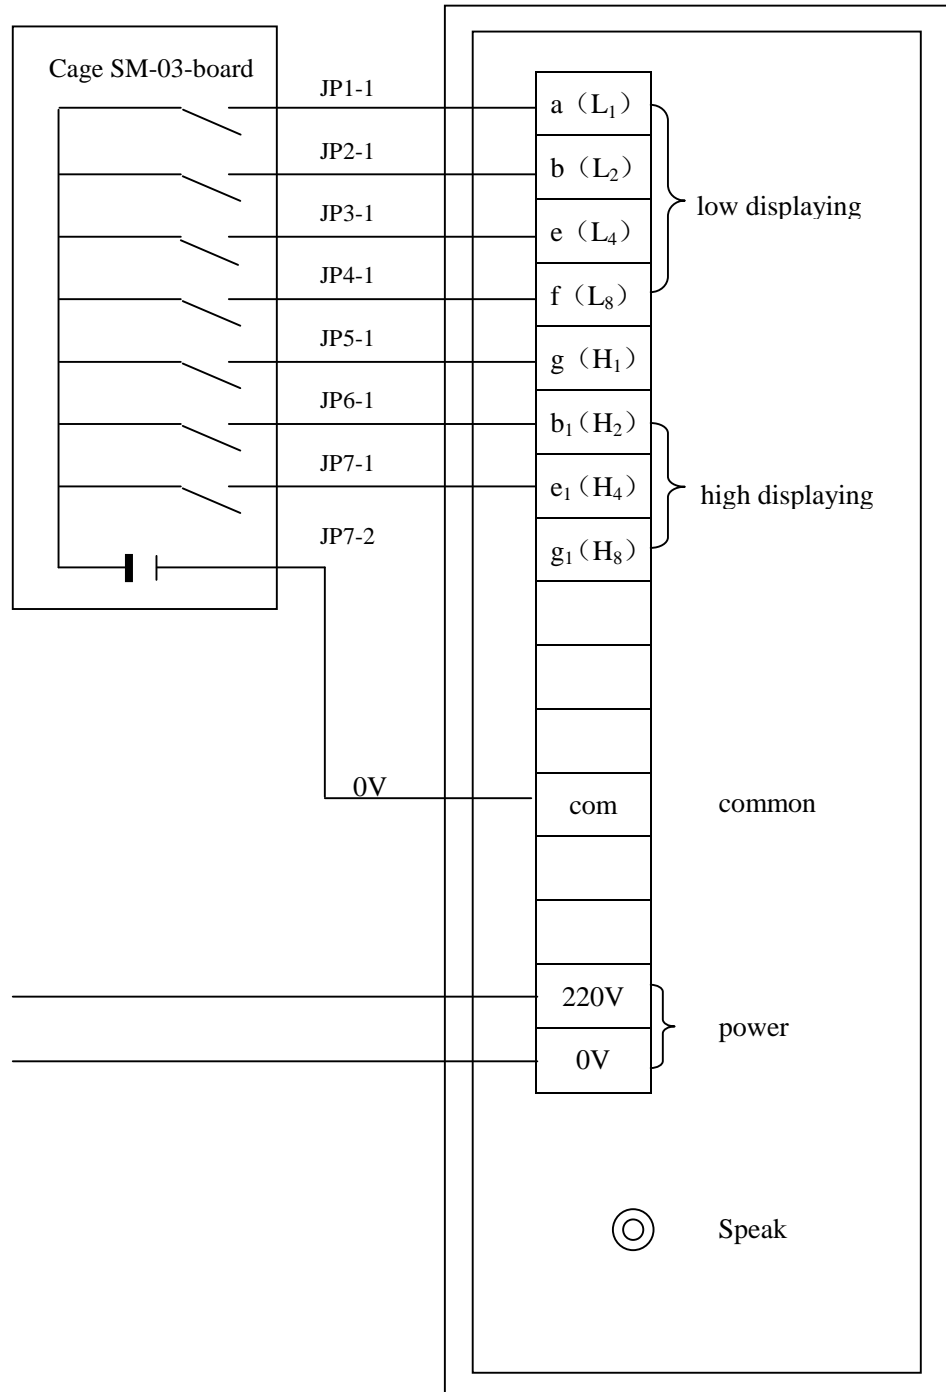 Cage SM-03-board
JP1-1
a（L₁）
JP2-1
b（L₂）
low displaying
JP3-1
e（L₄）
JP4-1
f（L₈）
JP5-1
g（H₁）
JP6-1
b₁（H₂）
JP7-1
e₁（H₄）
high displaying
JP7-2
g₁（H₈）
0V
com
common
220V
power
0V
Speak